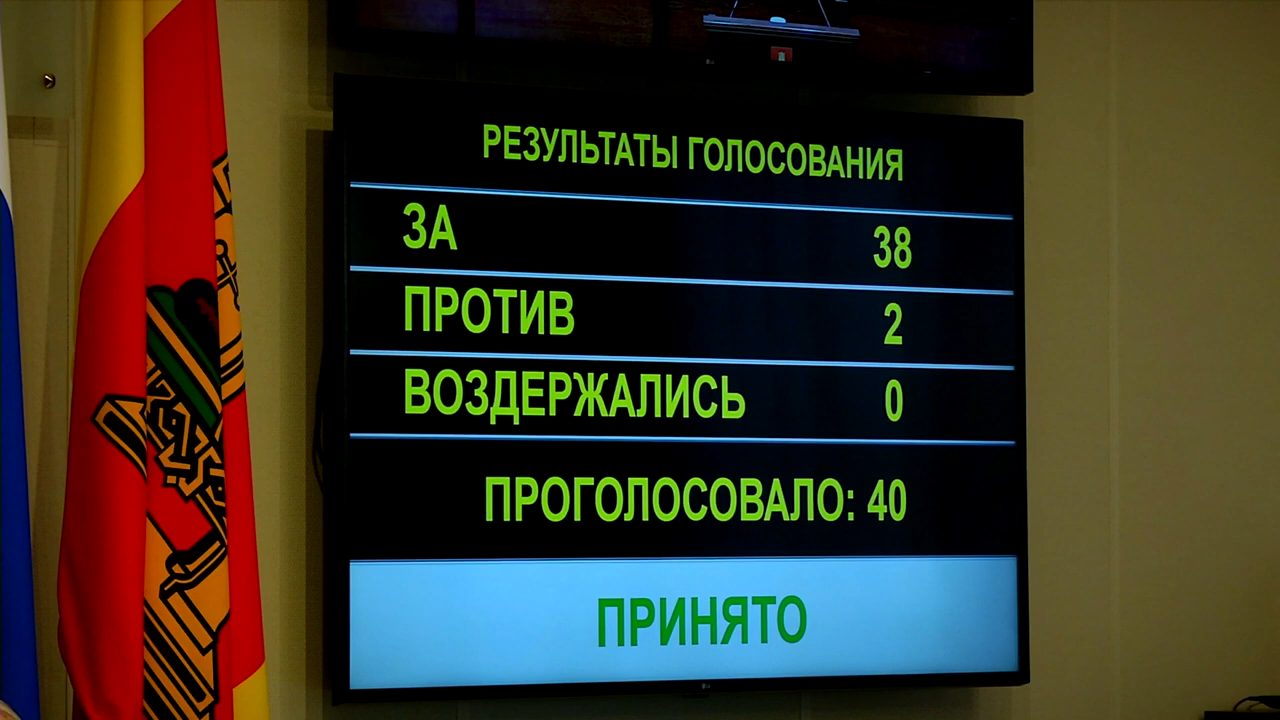 РЕЗУЛЬТАТЫ ГОЛОСОВАНИЯ
ЗА 38
ПРОТИВ 2
ВОЗДЕРЖАЛИСЬ 0
ПРОГОЛОСОВАЛО: 40
ПРИНЯТО